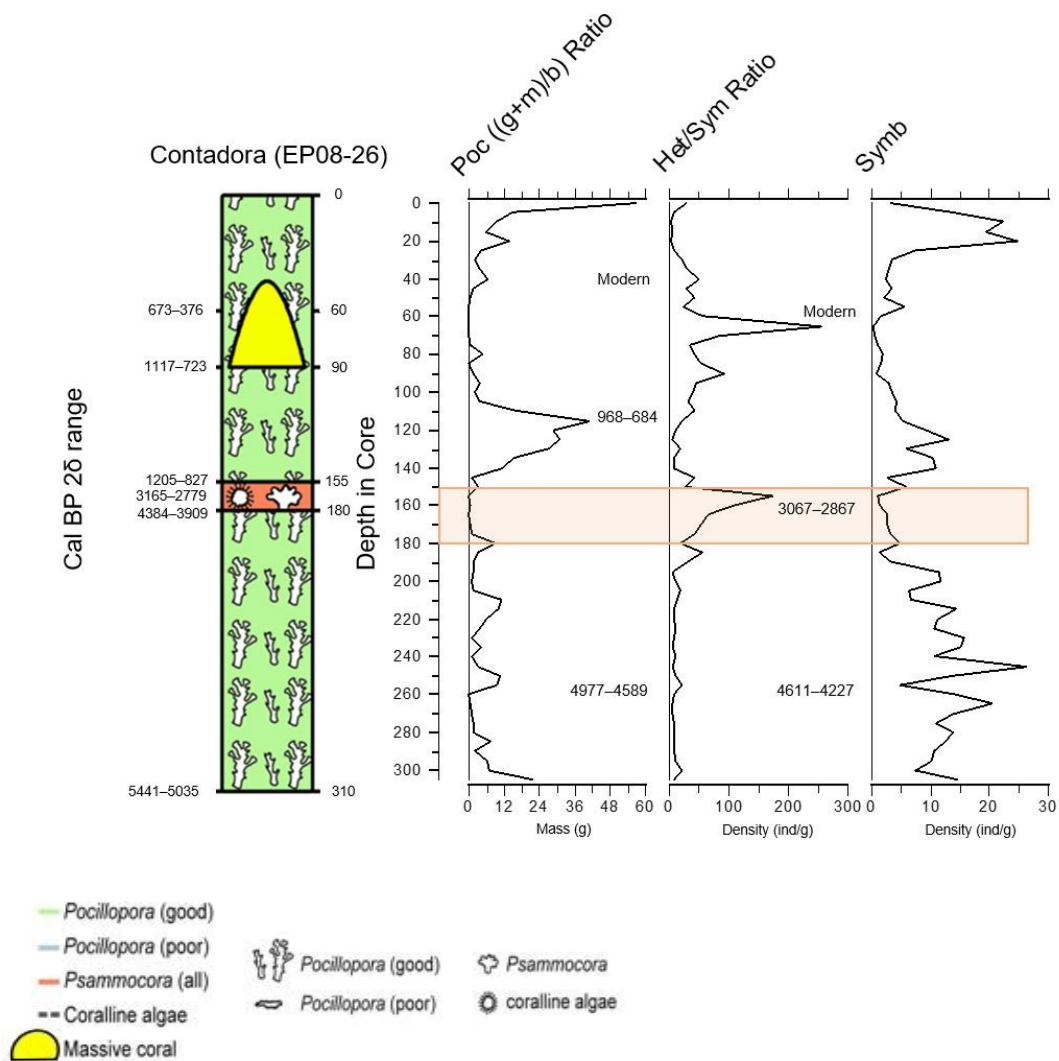 Contadora (EP08-26)
Poc ((g+m)/b) Ratio
Het/Sym Ratio
Symb
Cal BP 2δ range
673–376
1117–723
1205–827
3165–2779
4384–3909
5441–5035
0
60
90
155
180
310
Depth in Core
0
20
40
60
80
100
120
140
160
180
200
220
240
260
280
300
Modern
968–684
4977–4589
0 12 24 36 48 60
Mass (g)
Modern
3067–2867
4611–4227
0 100 200 300
Density (ind/g)
0 10 20 30
Density (ind/g)
Pocillopora (good)
Pocillopora (poor)
Psammocora (all)
Coralline algae
Massive coral
Pocillopora (good)
Pocillopora (poor)
Psammocora
coralline algae